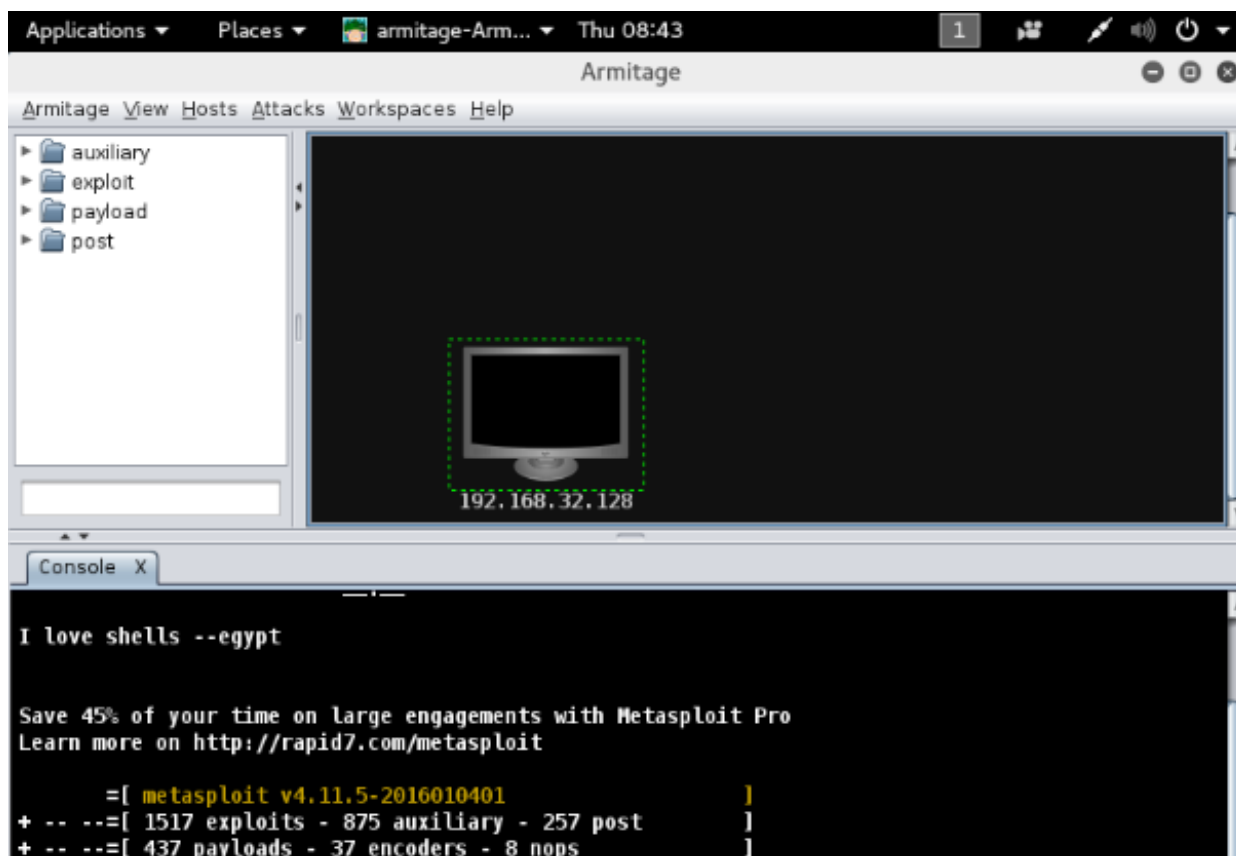 Applications Places armitage-Arm... Thu 08:43 1
Armitage
Armitage View Hosts Attacks Workspaces Help
auxiliary
exploit
payload
post
192.168.32.128
Console X
I love shells --egypt
Save 45% of your time on large engagements with Metasploit Pro
Learn more on http://rapid7.com/metasploit
=[ metasploit v4.11.5-2016010401 ]
+ -- --=[ 1517 exploits - 875 auxiliary - 257 post ]
+ -- --=[ 437 payloads - 37 encoders - 8 nops ]